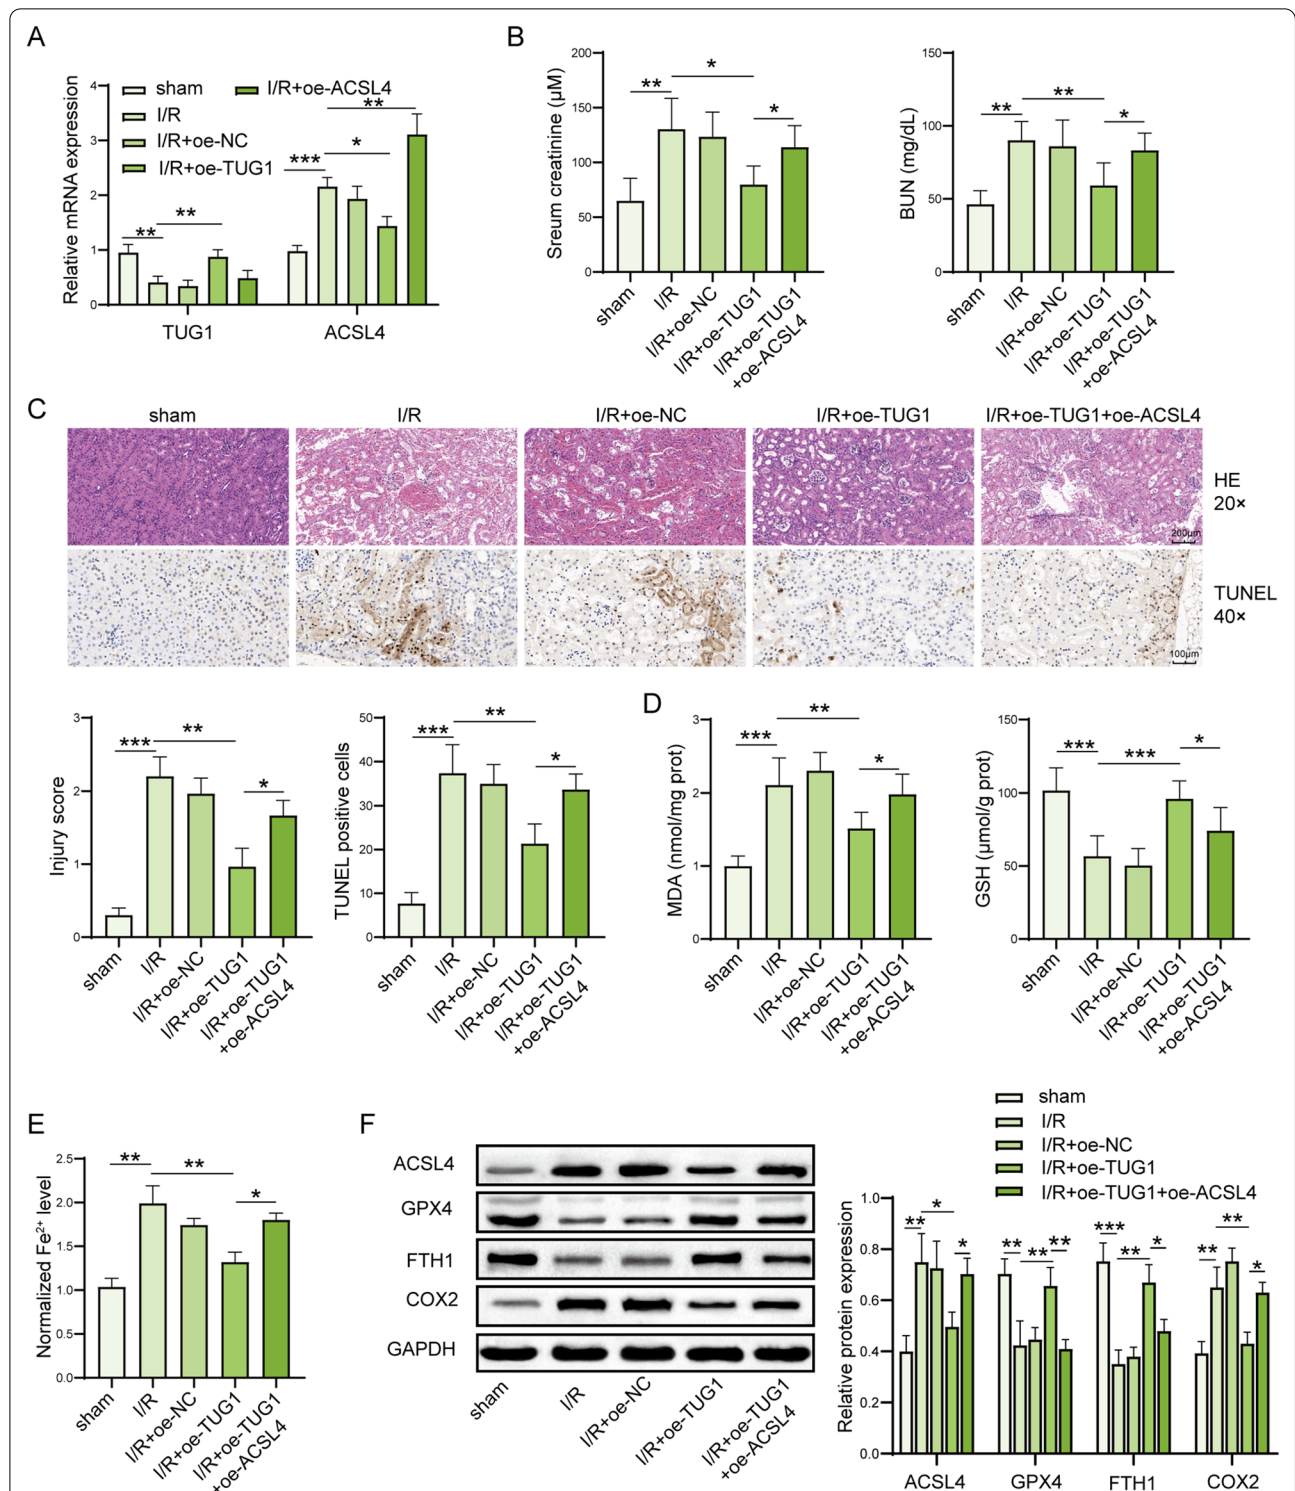 A
Relative mRNA expression
4
3
2
1
0
sham
I/R
I/R+oe-NC
I/R+oe-TUG1
I/R+oe-ACSL4
**
**
***
*
**
TUG1
ACSL4
B
Sreum creatinine (μM)
200
150
100
50
0
**
*
*
sham
I/R
I/R+oe-NC
I/R+oe-TUG1
I/R+oe-TUG1
+oe-ACSL4
BUN (mg/dL)
150
100
50
0
**
**
*
sham
I/R
I/R+oe-NC
I/R+oe-TUG1
I/R+oe-TUG1
+oe-ACSL4
C
sham
I/R
I/R+oe-NC
I/R+oe-TUG1
I/R+oe-TUG1+oe-ACSL4
HE
20×
200μm
TUNEL
40×
100μm
Injury score
3
2
1
0
***
**
*
sham
I/R
I/R+oe-NC
I/R+oe-TUG1
I/R+oe-TUG1
+oe-ACSL4
TUNEL positive cells
50
40
30
20
10
0
***
**
*
sham
I/R
I/R+oe-NC
I/R+oe-TUG1
I/R+oe-TUG1
+oe-ACSL4
D
MDA (nmol/mg prot)
3
2
1
0
***
**
*
sham
I/R
I/R+oe-NC
I/R+oe-TUG1
I/R+oe-TUG1
+oe-ACSL4
GSH (μmol/g prot)
150
100
50
0
***
***
*
sham
I/R
I/R+oe-NC
I/R+oe-TUG1
I/R+oe-TUG1
+oe-ACSL4
E
Normalized Fe²⁺ level
2.5
2.0
1.5
1.0
0.5
0.0
**
**
*
sham
I/R
I/R+oe-NC
I/R+oe-TUG1
I/R+oe-TUG1
+oe-ACSL4
F
ACSL4
GPX4
FTH1
COX2
GAPDH
sham
I/R
I/R+oe-NC
I/R+oe-TUG1
I/R+oe-TUG1
+oe-ACSL4
sham
I/R
I/R+oe-NC
I/R+oe-TUG1
I/R+oe-TUG1+oe-ACSL4
Relative protein expression
1.0
0.8
0.6
0.4
0.2
0.0
**
*
*
**
**
**
***
**
*
**
**
*
ACSL4
GPX4
FTH1
COX2